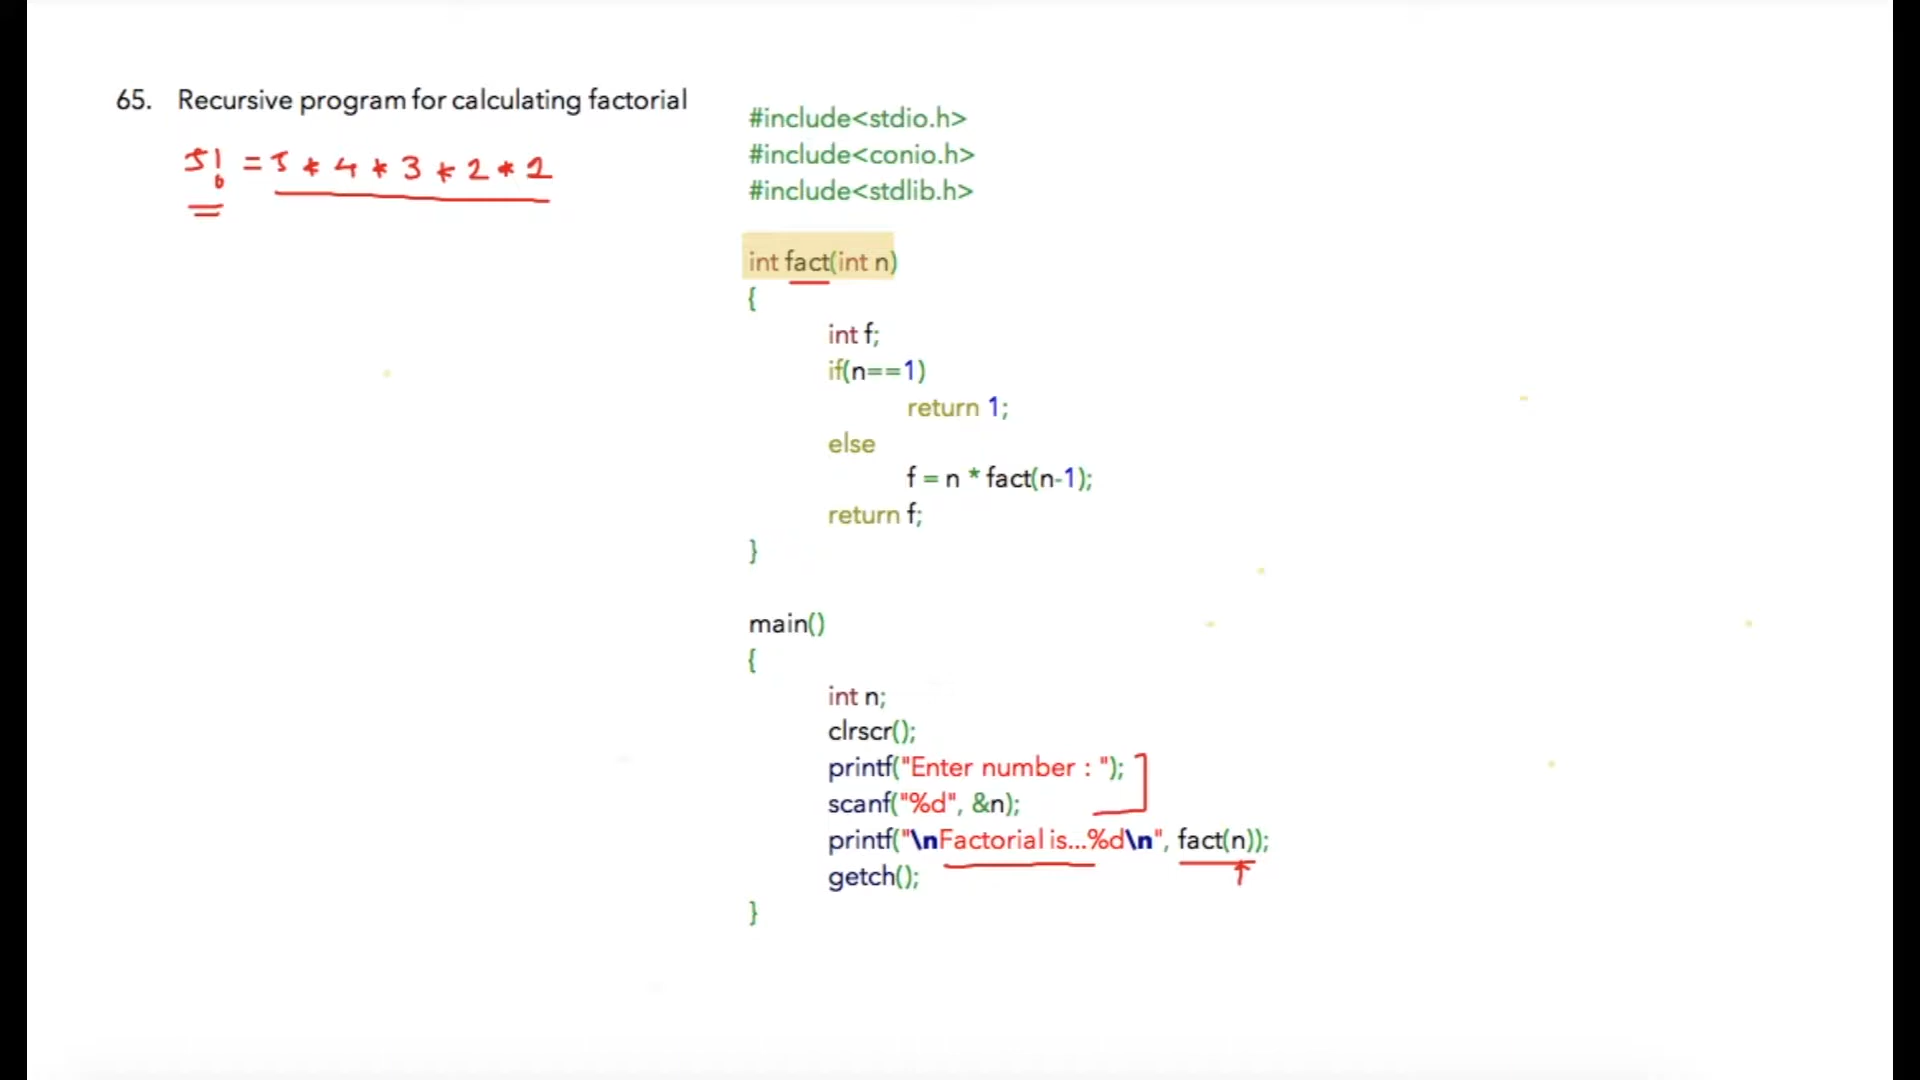 65. Recursive program for calculating factorial
5! = 5 * 4 * 3 * 2 * 1
#include<stdio.h>
#include<conio.h>
#include<stdlib.h>
int fact(int n)
{
int f;
if(n==1)
return 1;
else
f = n * fact(n-1);
return f;
}
main()
{
int n;
clrscr();
printf("Enter number : ");
scanf("%d", &n);
printf("\nFactorial is...%d\n", fact(n));
getch();
}